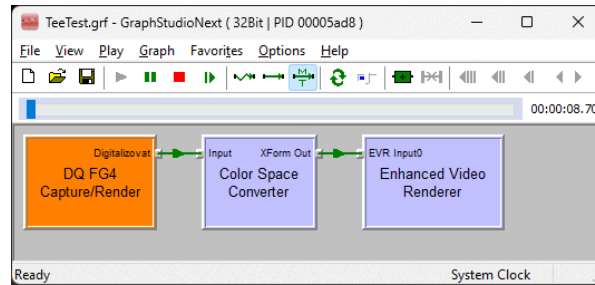 TeeTest.grf - GraphStudioNext ( 32Bit | PID 00005ad8 )
File View Play Graph Favorites Options Help
M
T
00:00:08.70
Digitalizovat
DQ FG4
Capture/Render
Input XForm Out
Color Space
Converter
EVR Input0
Enhanced Video
Renderer
Ready System Clock